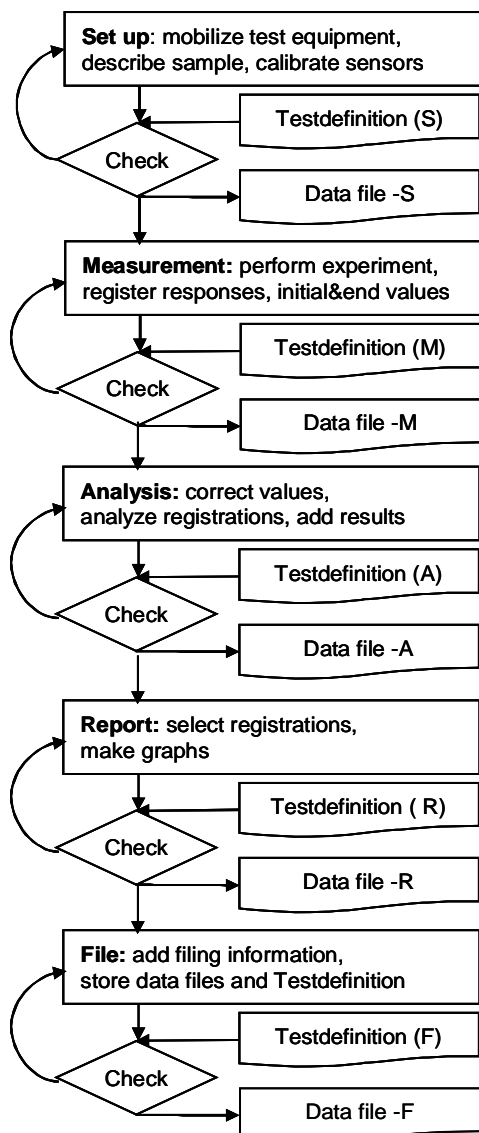 Set up: mobilize test equipment,
describe sample, calibrate sensors
Testdefinition (S)
Check
Data file -S
Measurement: perform experiment,
register responses, initial&end values
Testdefinition (M)
Check
Data file -M
Analysis: correct values,
analyze registrations, add results
Testdefinition (A)
Check
Data file -A
Report: select registrations,
make graphs
Testdefinition ( R)
Check
Data file -R
File: add filing information,
store data files and Testdefinition
Testdefinition (F)
Check
Data file -F